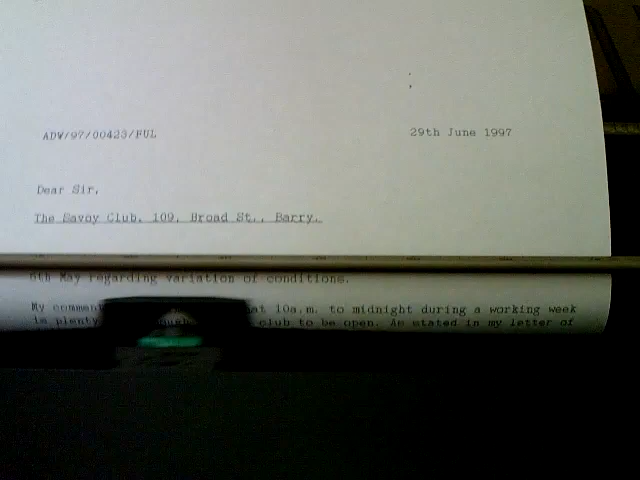 ADW/97/00423/FUL 29th June 1997
Dear Sir,
The Savoy Club, 109, Broad St., Barry.
6th May regarding variation of conditions.
My at 10a.m. to midnight during a working week
is plenty club to be open. As stated in my letter of